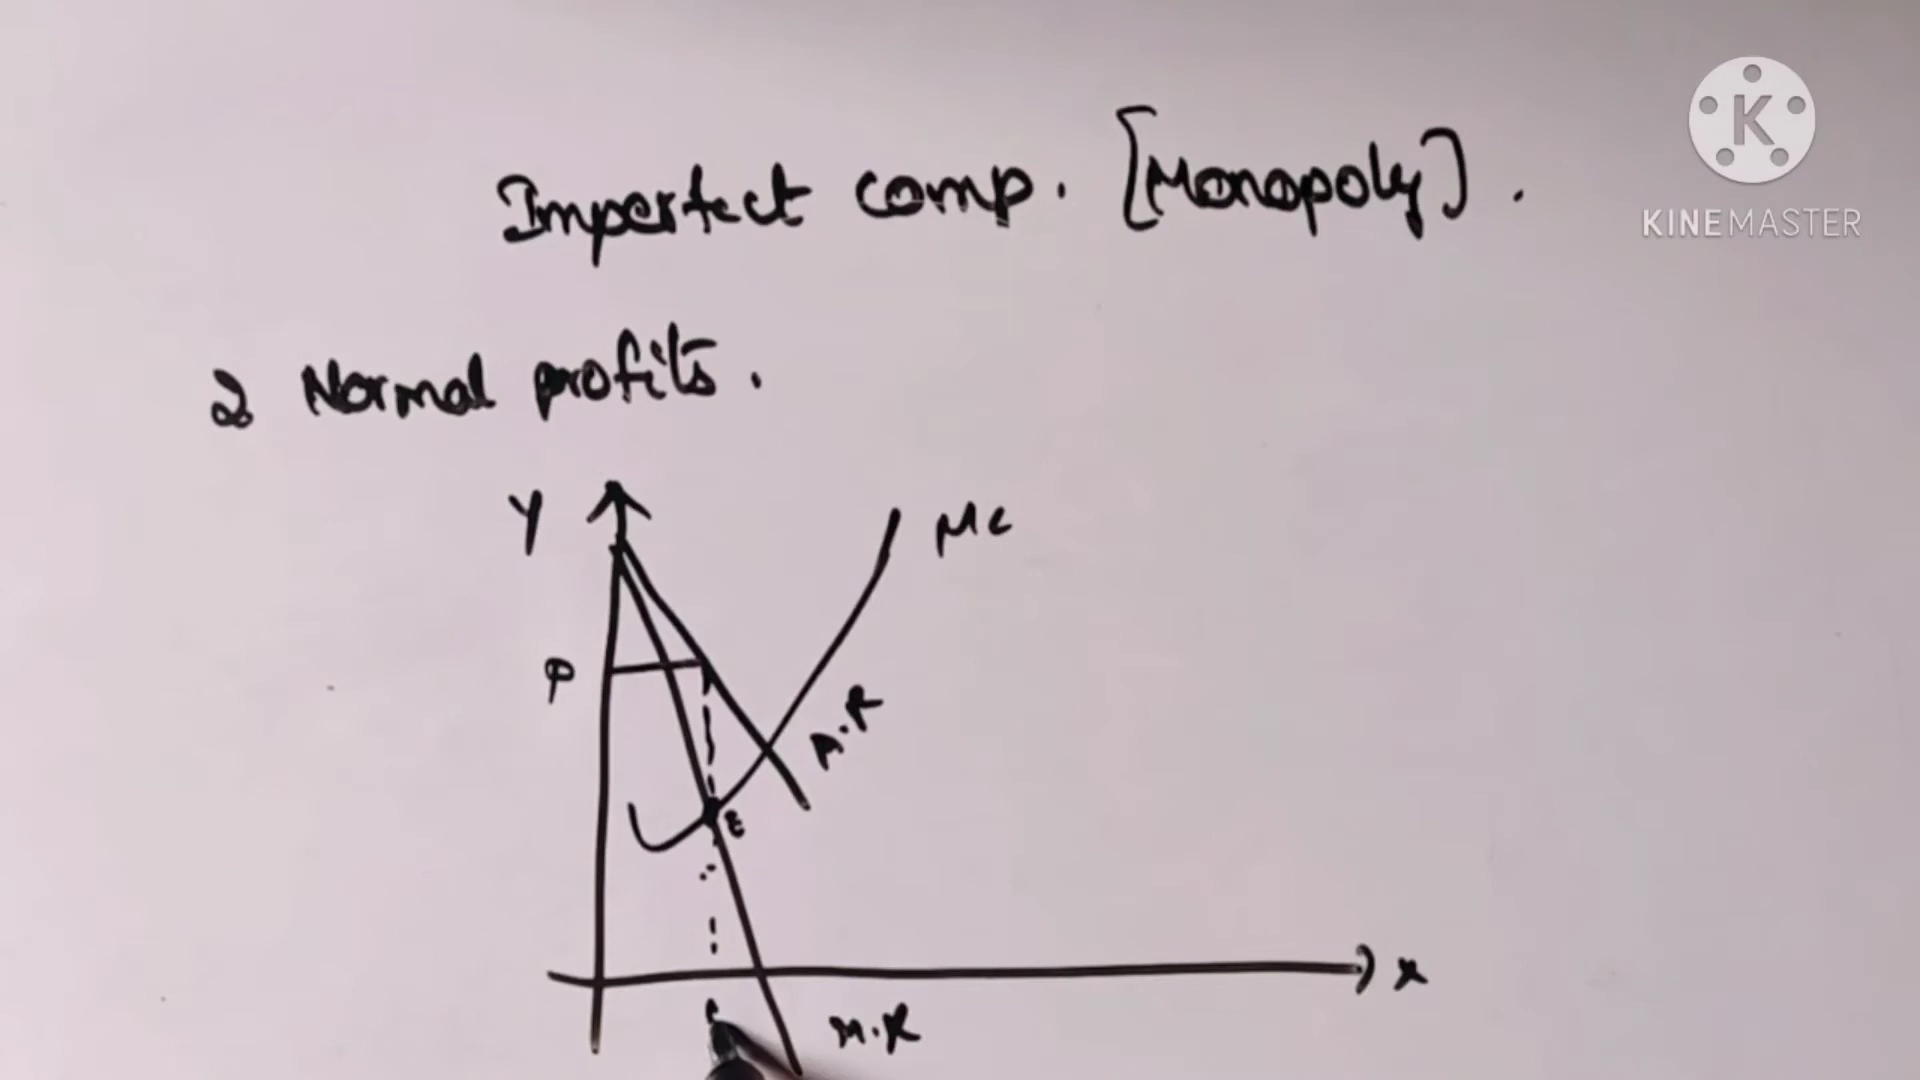 Imperfect comp. [Monopoly].
K
KINEMASTER
2 Normal profits.
Y
MC
P
A.R
E
x
M.R